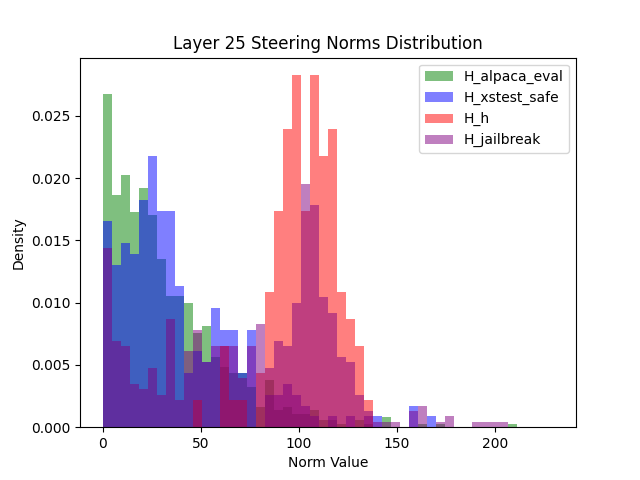 Layer 25 Steering Norms Distribution
H_alpaca_eval
H_xstest_safe
H_h
H_jailbreak
Density
0.025
0.020
0.015
0.010
0.005
0.000
0
50
100
150
200
Norm Value